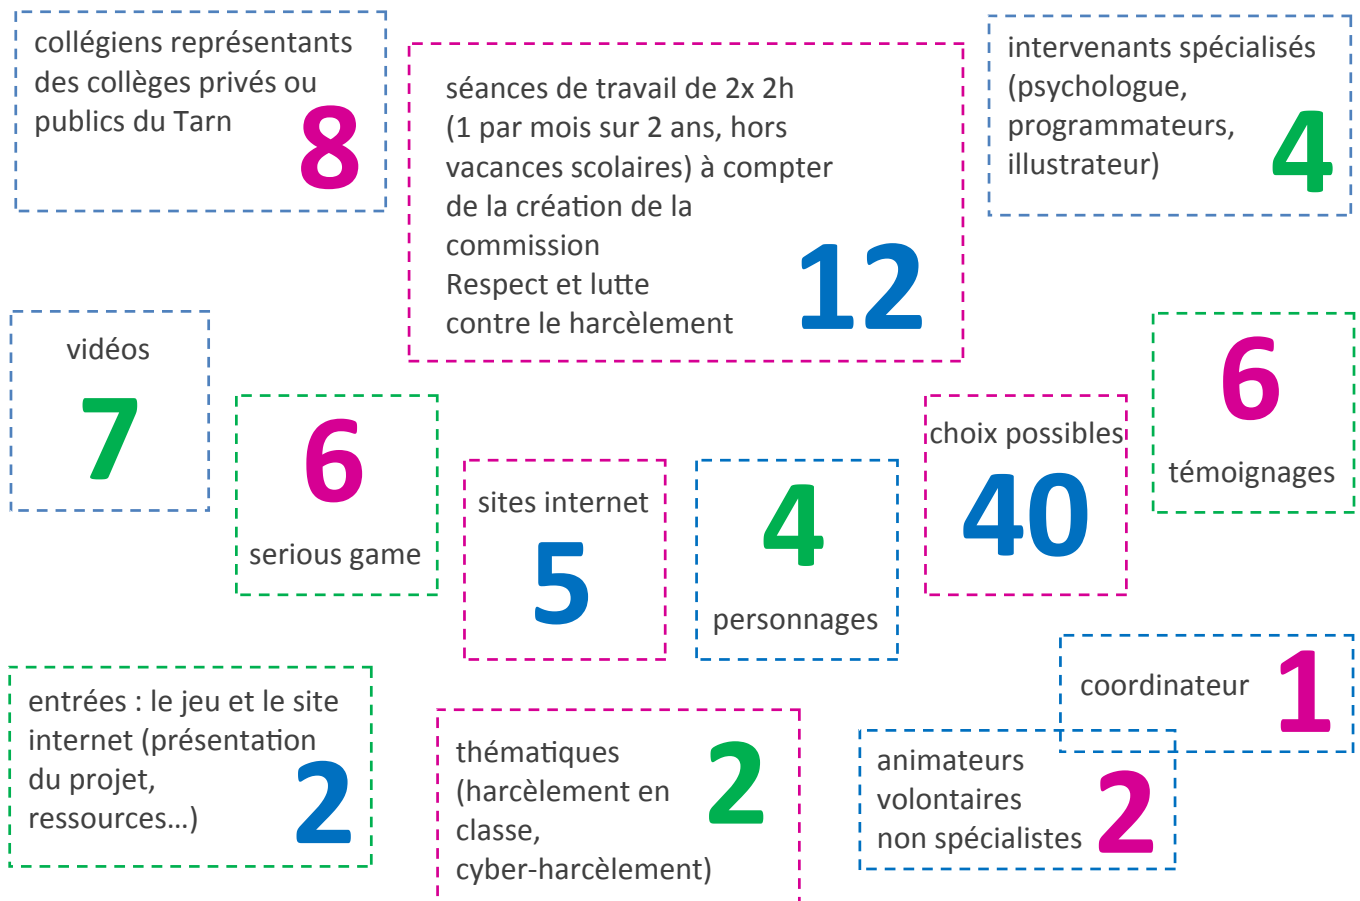 collégiens représentants
des collèges privés ou
publics du Tarn
8
séances de travail de 2x 2h
(1 par mois sur 2 ans, hors
vacances scolaires) à compter
de la création de la
commission
Respect et lutte
contre le harcèlement
12
intervenants spécialisés
(psychologue,
programmateurs,
illustrateur)
4
vidéos
7
6
serious game
sites internet
5
4
personnages
choix possibles
40
6
témoignages
entrées : le jeu et le site
internet (présentation
du projet,
ressources...)
2
thématiques
(harcèlement en
classe,
cyber-harcèlement)
2
coordinateur
1
animateurs
volontaires
non spécialistes
2